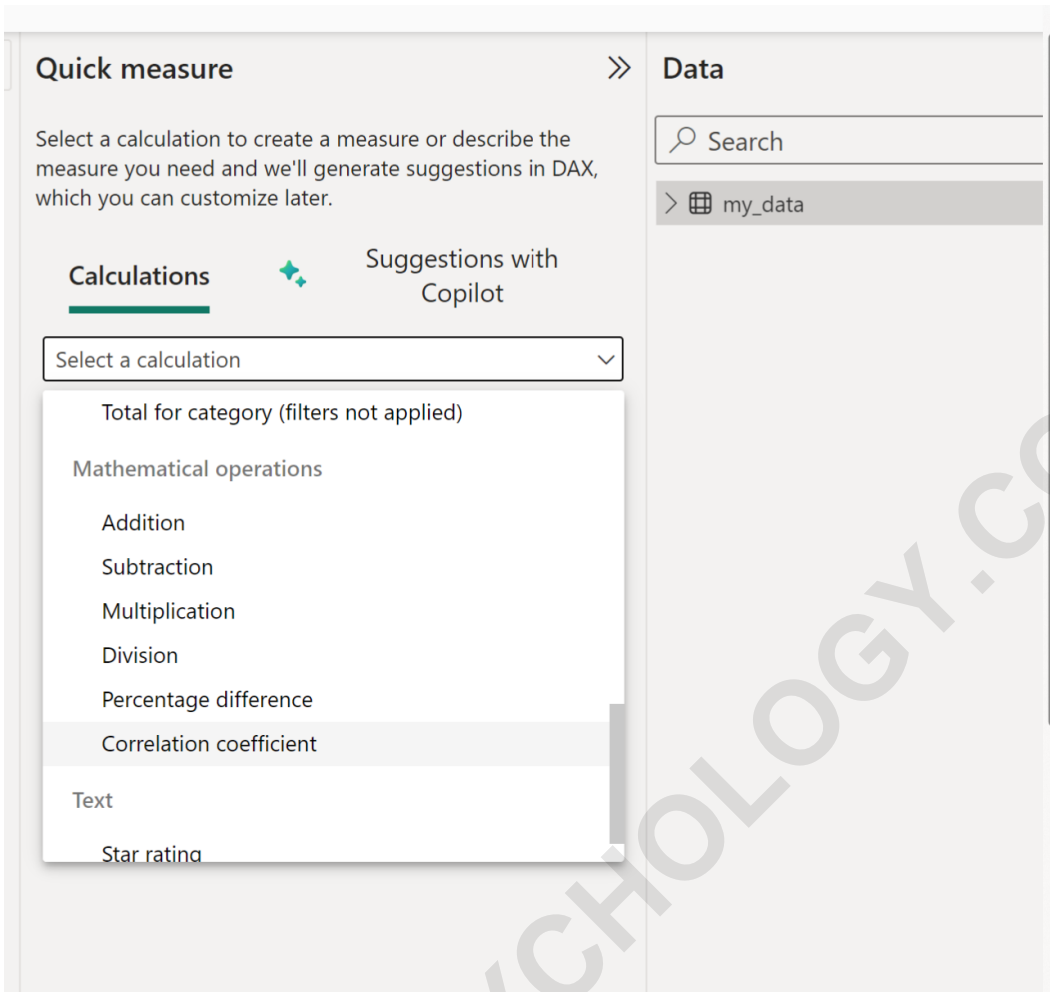 Quick measure
Data
Select a calculation to create a measure or describe the
measure you need and we'll generate suggestions in DAX,
which you can customize later.
Search
my_data
Calculations
Suggestions with
Copilot
Select a calculation
Total for category (filters not applied)
Mathematical operations
Addition
Subtraction
Multiplication
Division
Percentage difference
Correlation coefficient
Text
Star rating
YCHOLOGY.CO